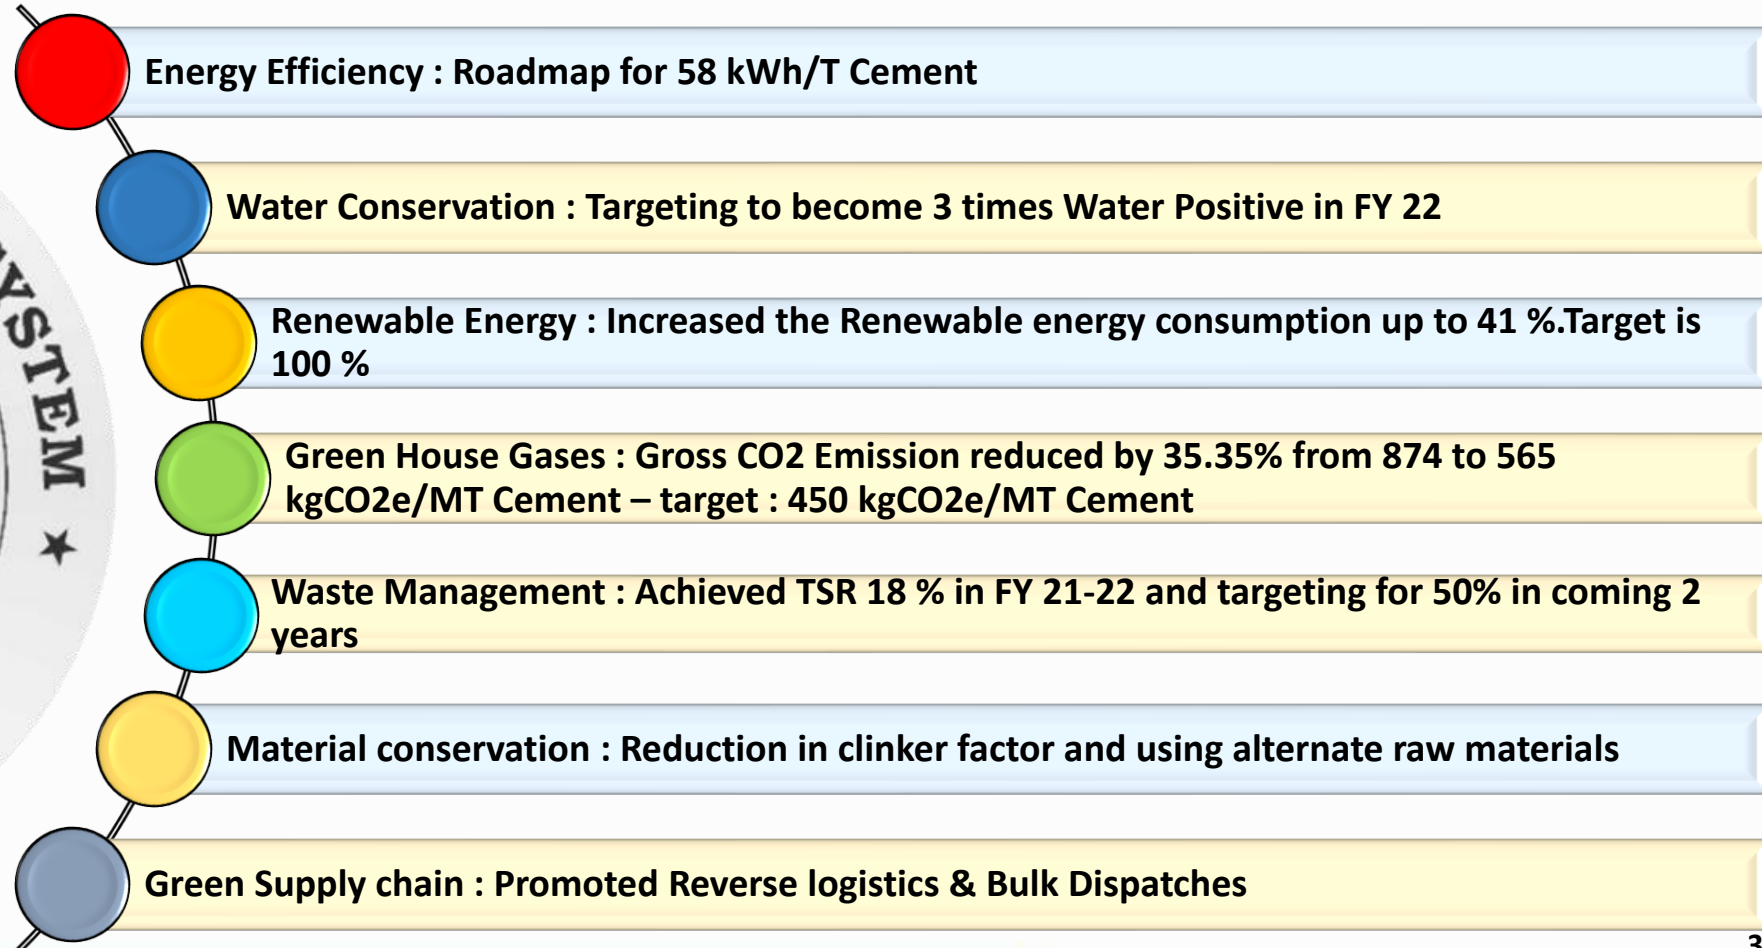 Energy Efficiency : Roadmap for 58 kWh/T Cement
Water Conservation : Targeting to become 3 times Water Positive in FY 22
Renewable Energy : Increased the Renewable energy consumption up to 41 %.Target is
100 %
Green House Gases : Gross CO2 Emission reduced by 35.35% from 874 to 565
kgCO2e/MT Cement – target : 450 kgCO2e/MT Cement
Waste Management : Achieved TSR 18 % in FY 21-22 and targeting for 50% in coming 2
years
Material conservation : Reduction in clinker factor and using alternate raw materials
Green Supply chain : Promoted Reverse logistics & Bulk Dispatches
YSTEM ★